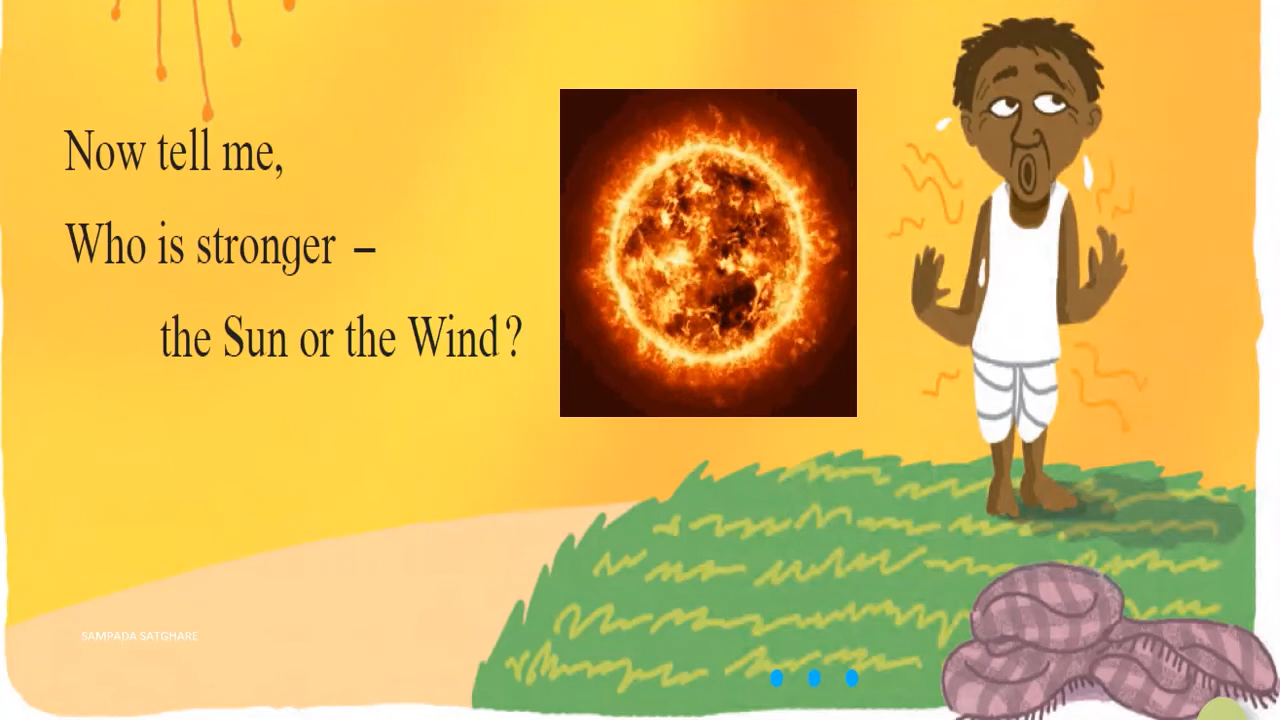 Now tell me,
Who is stronger –
the Sun or the Wind?
SAMPADA SATGHARE